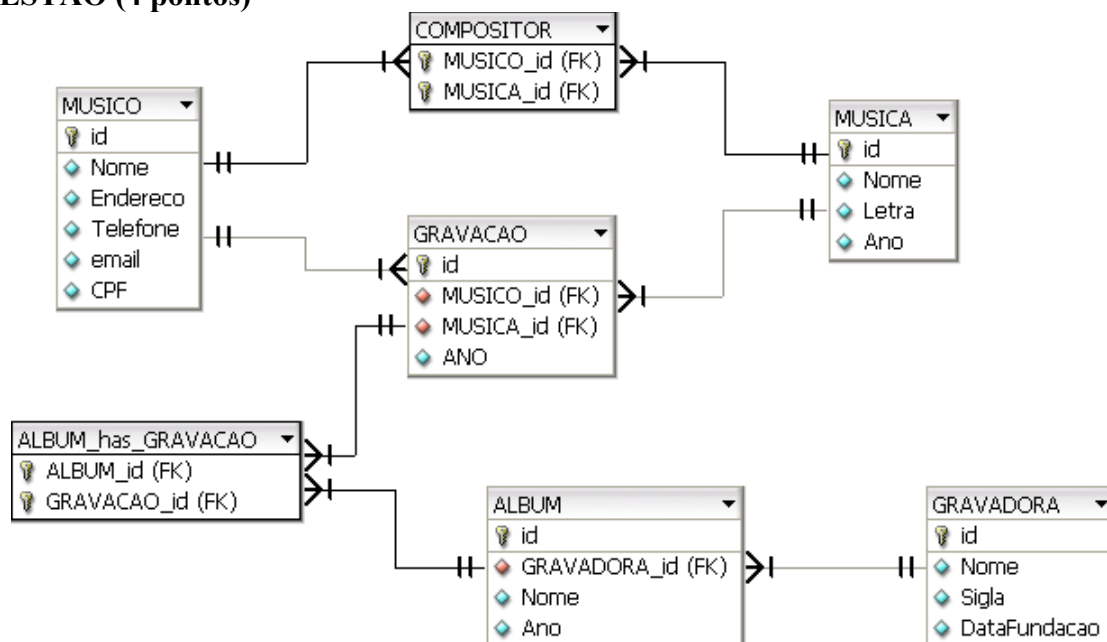 ESTÃO (4 pontos)
COMPOSITOR
MUSICO_id (FK)
MUSICA_id (FK)
MUSICO
id
Nome
Endereco
Telefone
email
CPF
MUSICA
id
Nome
Letra
Ano
GRAVACAO
id
MUSICO_id (FK)
MUSICA_id (FK)
ANO
ALBUM_has_GRAVACAO
ALBUM_id (FK)
GRAVACAO_id (FK)
ALBUM
id
GRAVADORA_id (FK)
Nome
Ano
GRAVADORA
id
Nome
Sigla
DataFundacao